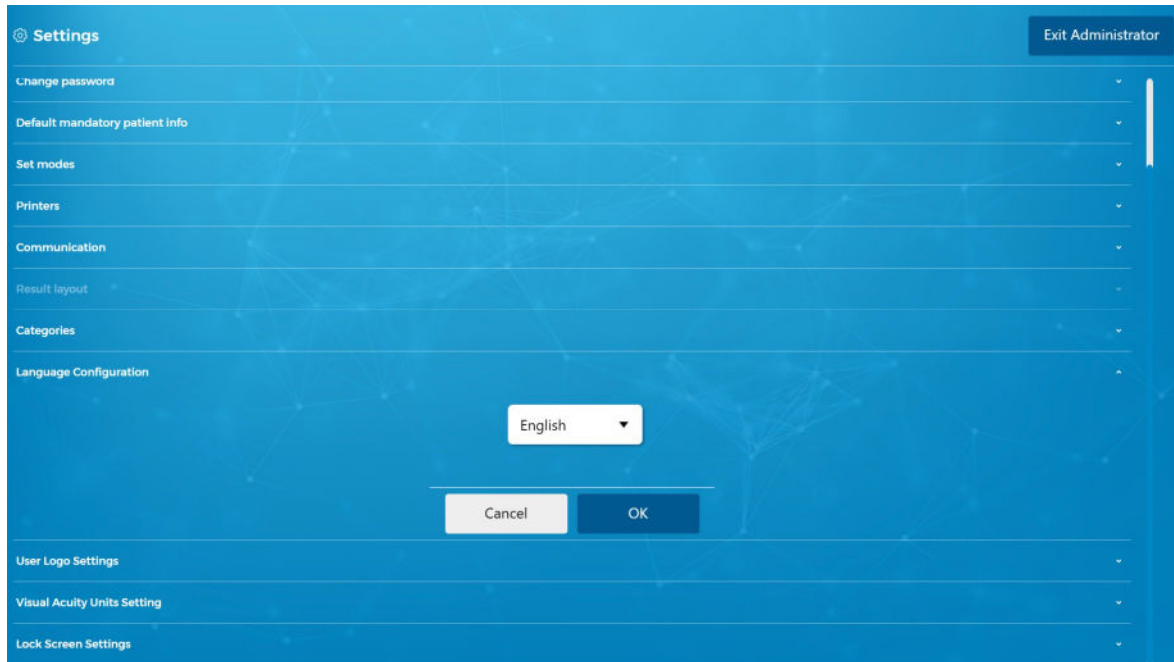 Settings
Exit Administrator
Change password
Default mandatory patient info
Set modes
Printers
Communication
Result layout
Categories
Language Configuration
English
Cancel
OK
User Logo Settings
Visual Acuity Units Setting
Lock Screen Settings